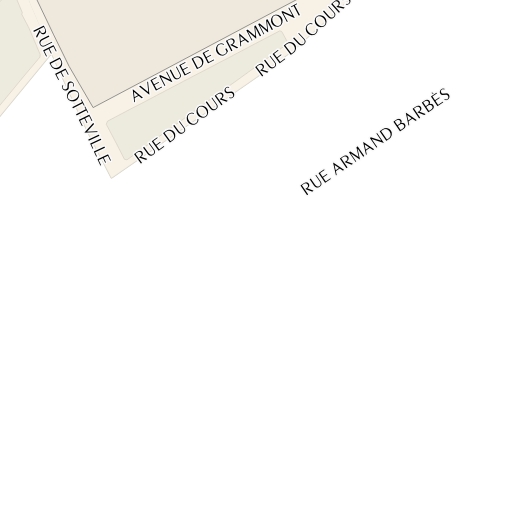 RUE DU COURS
AVENUE DE GRAMMONT
RUE DE SOTTEVILLE
RUE DU COURS
RUE ARMAND BARBÈS